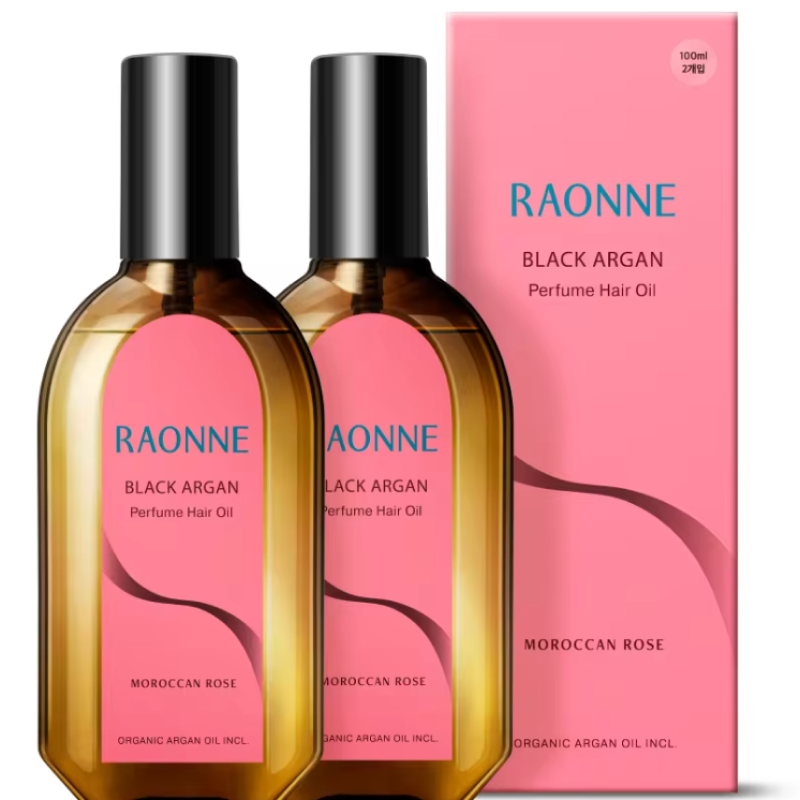 RAONNE
BLACK ARGAN
Perfume Hair Oil
MOROCCAN ROSE
ORGANIC ARGAN OIL INCL.
AONNE
LACK ARGAN
Perfume Hair Oil
MOROCCAN ROSE
GANIC ARGAN OIL INCL.
100ml
2개입
RAONNE
BLACK ARGAN
Perfume Hair Oil
MOROCCAN ROSE
ORGANIC ARGAN OIL INCL.